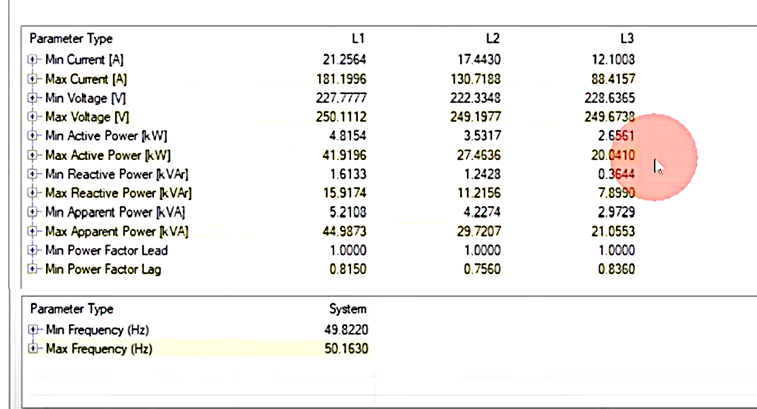 Parameter Type L1 L2 L3
Min Current [A] 21.2564 17.4430 12.1008
Max Current [A] 181.1996 130.7188 88.4157
Min Voltage [V] 227.7777 222.3348 228.6365
Max Voltage [V] 250.1112 249.1977 249.6738
Min Active Power [kW] 4.8154 3.5317 2.6561
Max Active Power [kW] 41.9196 27.4636 20.0410
Min Reactive Power [kVAr] 1.6133 1.2428 0.3644
Max Reactive Power [kVAr] 15.9174 11.2156 7.8990
Min Apparent Power [kVA] 5.2108 4.2274 2.9729
Max Apparent Power [kVA] 44.9873 29.7207 21.0553
Min Power Factor Lead 1.0000 1.0000 1.0000
Min Power Factor Lag 0.8150 0.7560 0.8360
Parameter Type System
Min Frequency (Hz) 49.8220
Max Frequency (Hz) 50.1630